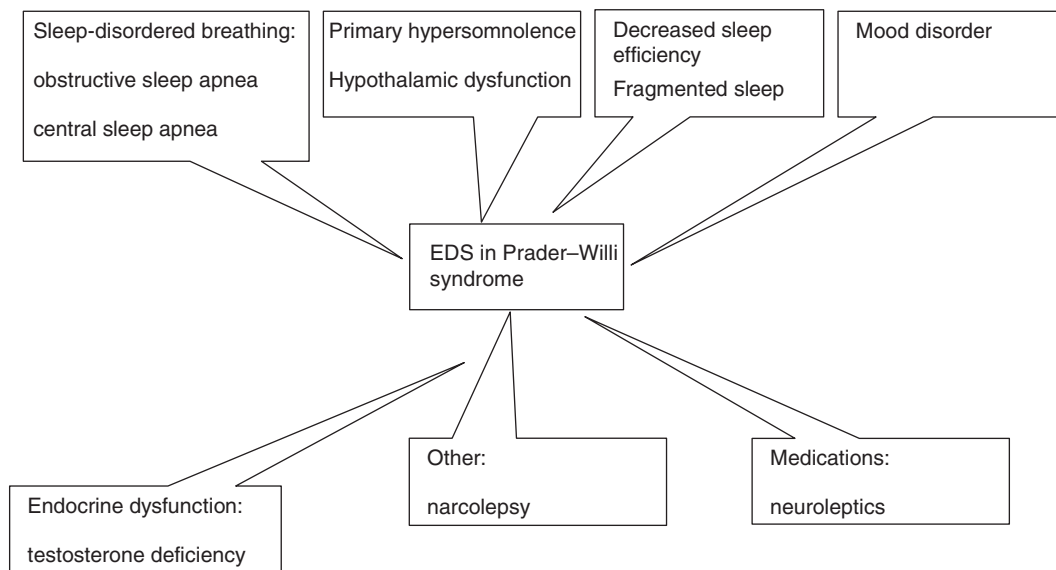 Sleep-disordered breathing:
obstructive sleep apnea
central sleep apnea
Primary hypersomnolence
Hypothalamic dysfunction
Decreased sleep
efficiency
Fragmented sleep
Mood disorder
EDS in Prader–Willi
syndrome
Endocrine dysfunction:
testosterone deficiency
Other:
narcolepsy
Medications:
neuroleptics